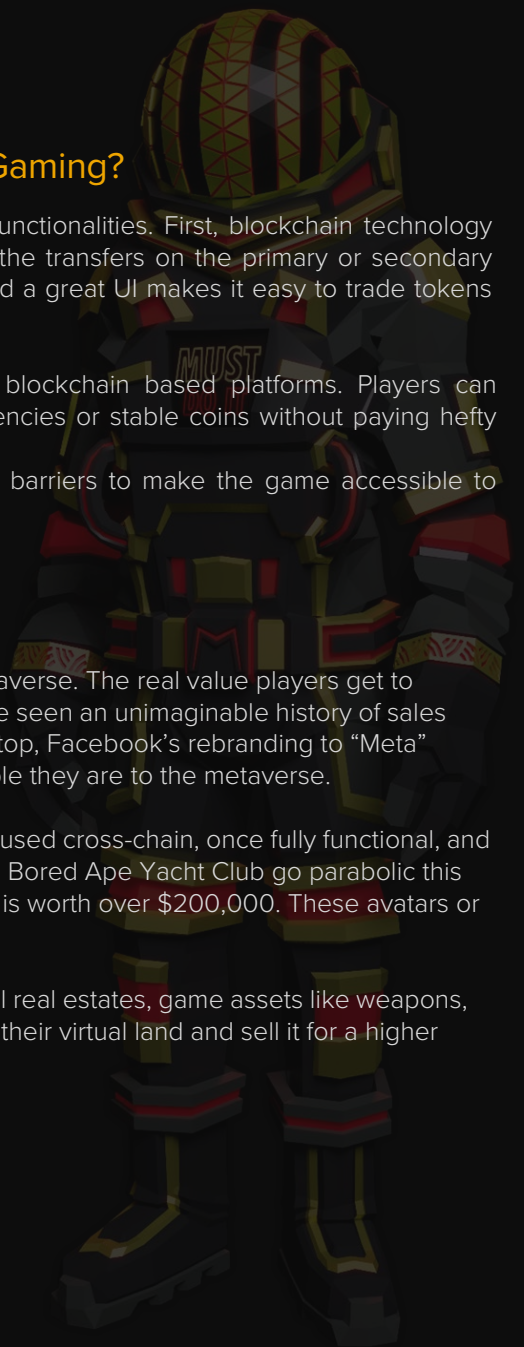 Gaming?
unctionalities. First, blockchain technology
the transfers on the primary or secondary
d a great UI makes it easy to trade tokens
MUST
blockchain based platforms. Players can
encies or stable coins without paying hefty
barriers to make the game accessible to
averse. The real value players get to
e seen an unimaginable history of sales
top, Facebook’s rebranding to “Meta”
ble they are to the metaverse.
used cross-chain, once fully functional, and
Bored Ape Yacht Club go parabolic this
is worth over $200,000. These avatars or
l real estates, game assets like weapons,
their virtual land and sell it for a higher